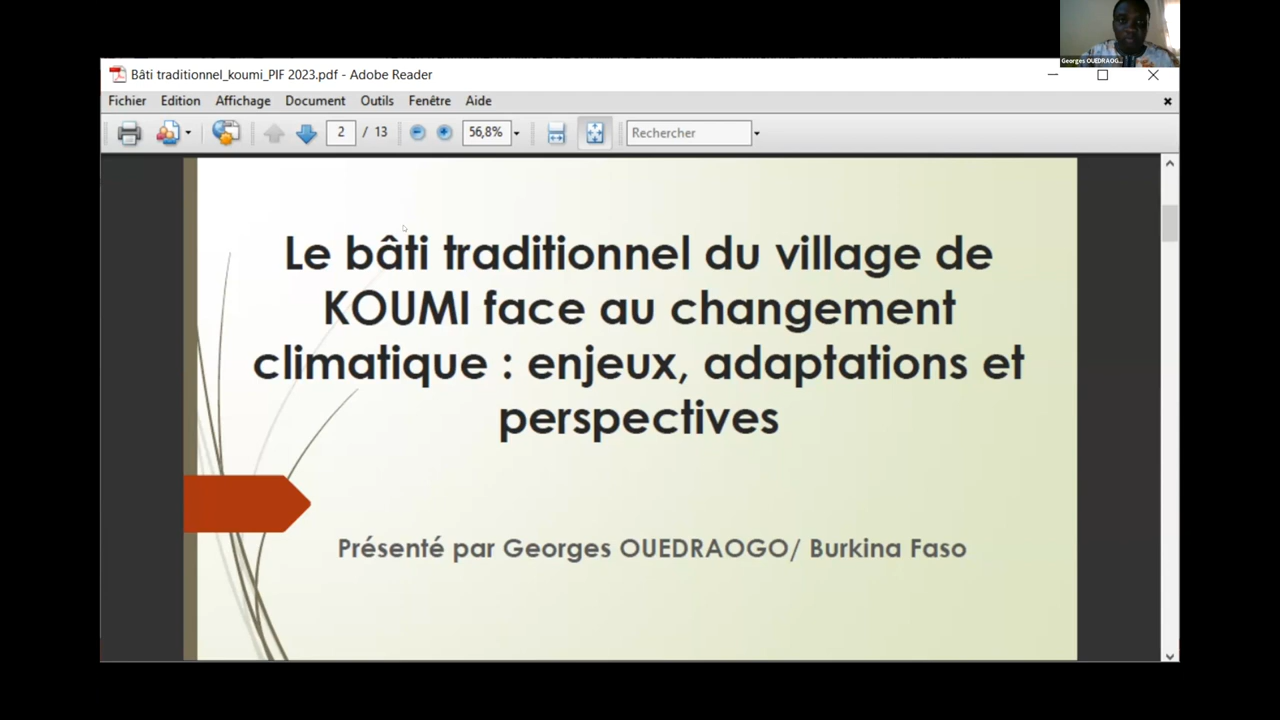 Georges OUEDRAOG...
Bâti traditionnel_koumi_PIF 2023.pdf - Adobe Reader
Fichier Edition Affichage Document Outils Fenêtre Aide
2 / 13 56,8% Rechercher
Le bâti traditionnel du village de
KOUMI face au changement
climatique : enjeux, adaptations et
perspectives
Présenté par Georges OUEDRAOGO/ Burkina Faso